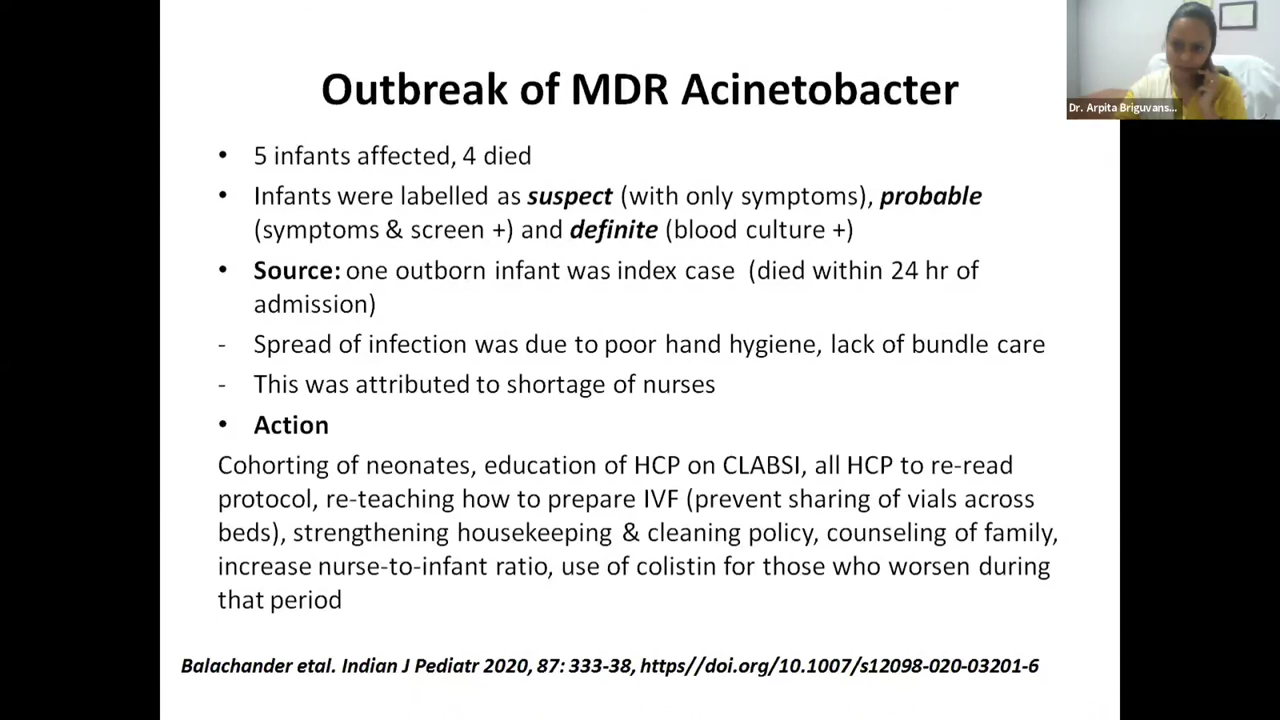 Outbreak of MDR Acinetobacter
Dr. Arpita Briguvans...
• 5 infants affected, 4 died
• Infants were labelled as suspect (with only symptoms), probable
(symptoms & screen +) and definite (blood culture +)
• Source: one outborn infant was index case (died within 24 hr of
admission)
- Spread of infection was due to poor hand hygiene, lack of bundle care
- This was attributed to shortage of nurses
• Action
Cohorting of neonates, education of HCP on CLABSI, all HCP to re-read
protocol, re-teaching how to prepare IVF (prevent sharing of vials across
beds), strengthening housekeeping & cleaning policy, counseling of family,
increase nurse-to-infant ratio, use of colistin for those who worsen during
that period
Balachander etal. Indian J Pediatr 2020, 87: 333-38, https//doi.org/10.1007/s12098-020-03201-6